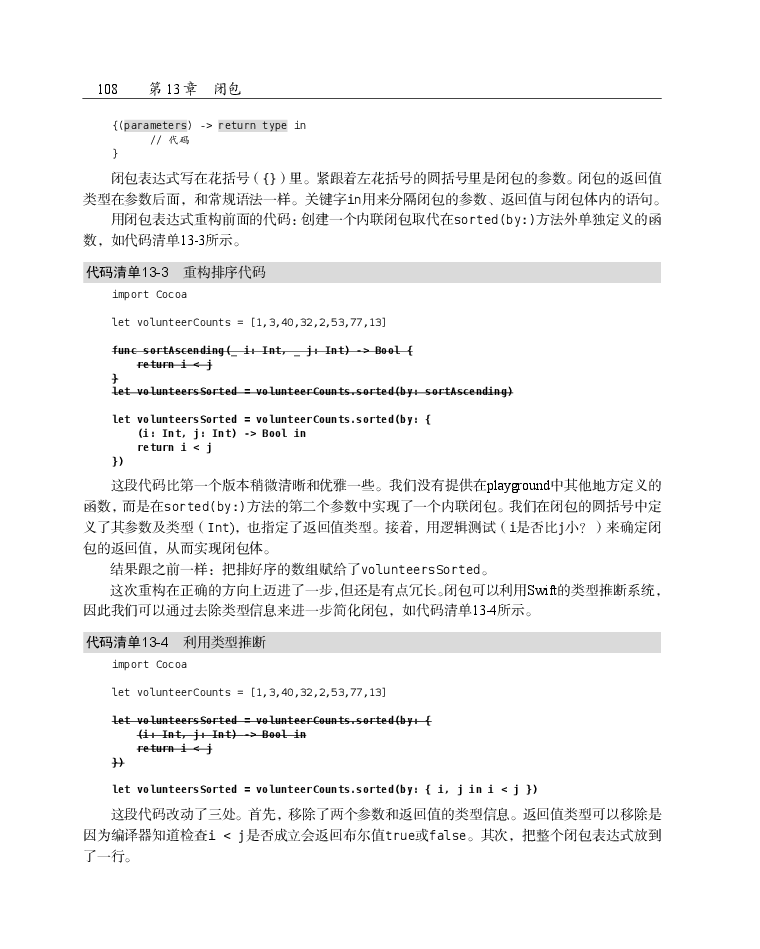 108 第 13 章 闭包
{(parameters) -> return type in
// 代码
}
闭包表达式写在花括号（{}）里。紧跟着左花括号的圆括号里是闭包的参数。闭包的返回值
类型在参数后面，和常规语法一样。关键字in用来分隔闭包的参数、返回值与闭包体内的语句。
用闭包表达式重构前面的代码：创建一个内联闭包取代在sorted(by:)方法外单独定义的函
数，如代码清单13-3所示。
代码清单13-3 重构排序代码
import Cocoa
let volunteerCounts = [1,3,40,32,2,53,77,13]
func sortAscending(_ i: Int, _ j: Int) -> Bool {
return i < j
}
let volunteersSorted = volunteerCounts.sorted(by: sortAscending)
let volunteersSorted = volunteerCounts.sorted(by: {
(i: Int, j: Int) -> Bool in
return i < j
})
这段代码比第一个版本稍微清晰和优雅一些。我们没有提供在playground中其他地方定义的
函数，而是在sorted(by:)方法的第二个参数中实现了一个内联闭包。我们在闭包的圆括号中定
义了其参数及类型（Int），也指定了返回值类型。接着，用逻辑测试（i是否比j小？）来确定闭
包的返回值，从而实现闭包体。
结果跟之前一样：把排好序的数组赋给了volunteersSorted。
这次重构在正确的方向上迈进了一步，但还是有点冗长。闭包可以利用Swift的类型推断系统，
因此我们可以通过去除类型信息来进一步简化闭包，如代码清单13-4所示。
代码清单13-4 利用类型推断
import Cocoa
let volunteerCounts = [1,3,40,32,2,53,77,13]
let volunteersSorted = volunteerCounts.sorted(by: {
(i: Int, j: Int) -> Bool in
return i < j
})
let volunteersSorted = volunteerCounts.sorted(by: { i, j in i < j })
这段代码改动了三处。首先，移除了两个参数和返回值的类型信息。返回值类型可以移除是
因为编译器知道检查i < j是否成立会返回布尔值true或false。其次，把整个闭包表达式放到
了一行。